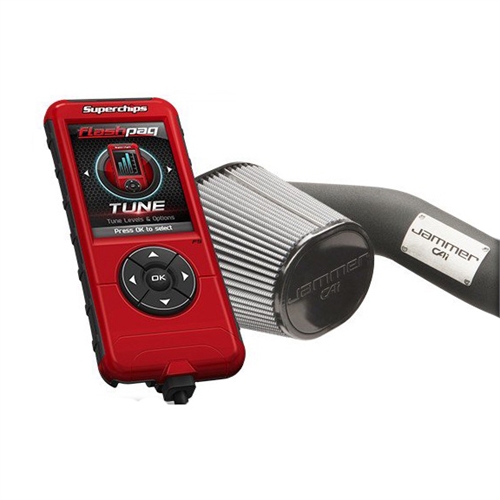 Superchips
flashpaq
TUNE
Tune Levels & Options
Press OK to select
OK
JAMMER
CAI
JAMMER
CAI